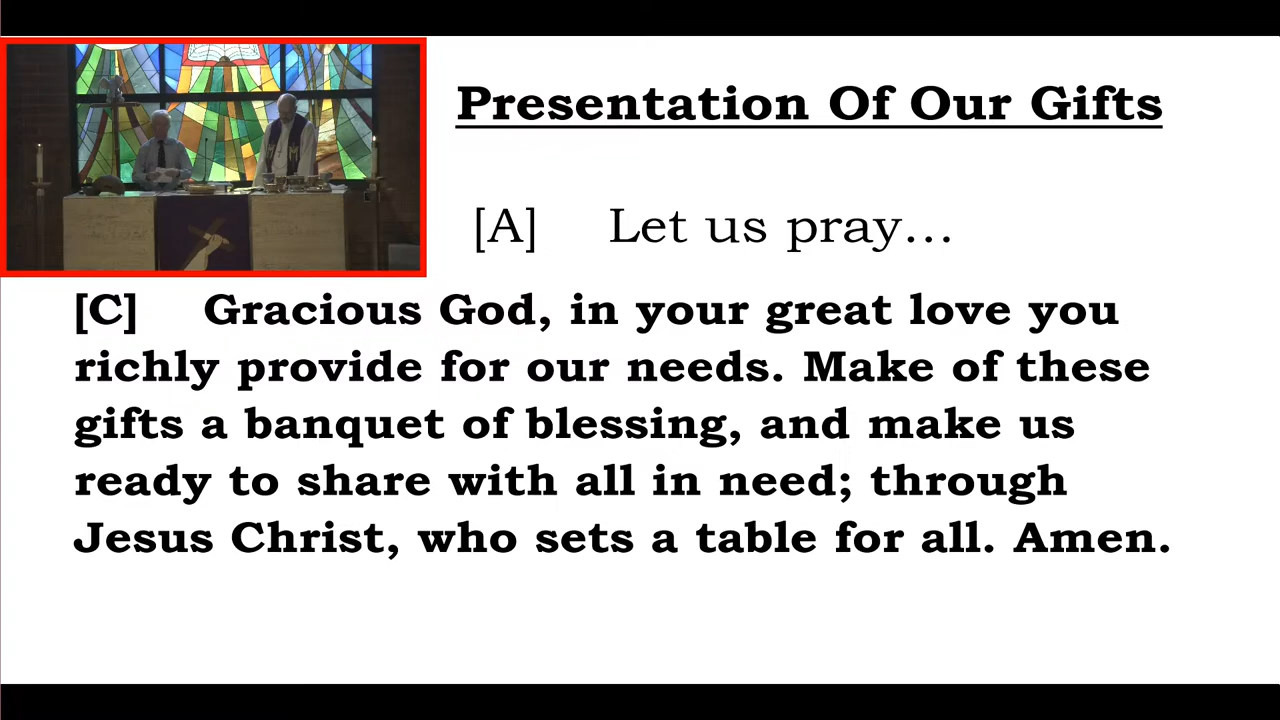 Presentation Of Our Gifts
[A] Let us pray…
[C] Gracious God, in your great love you
richly provide for our needs. Make of these
gifts a banquet of blessing, and make us
ready to share with all in need; through
Jesus Christ, who sets a table for all. Amen.